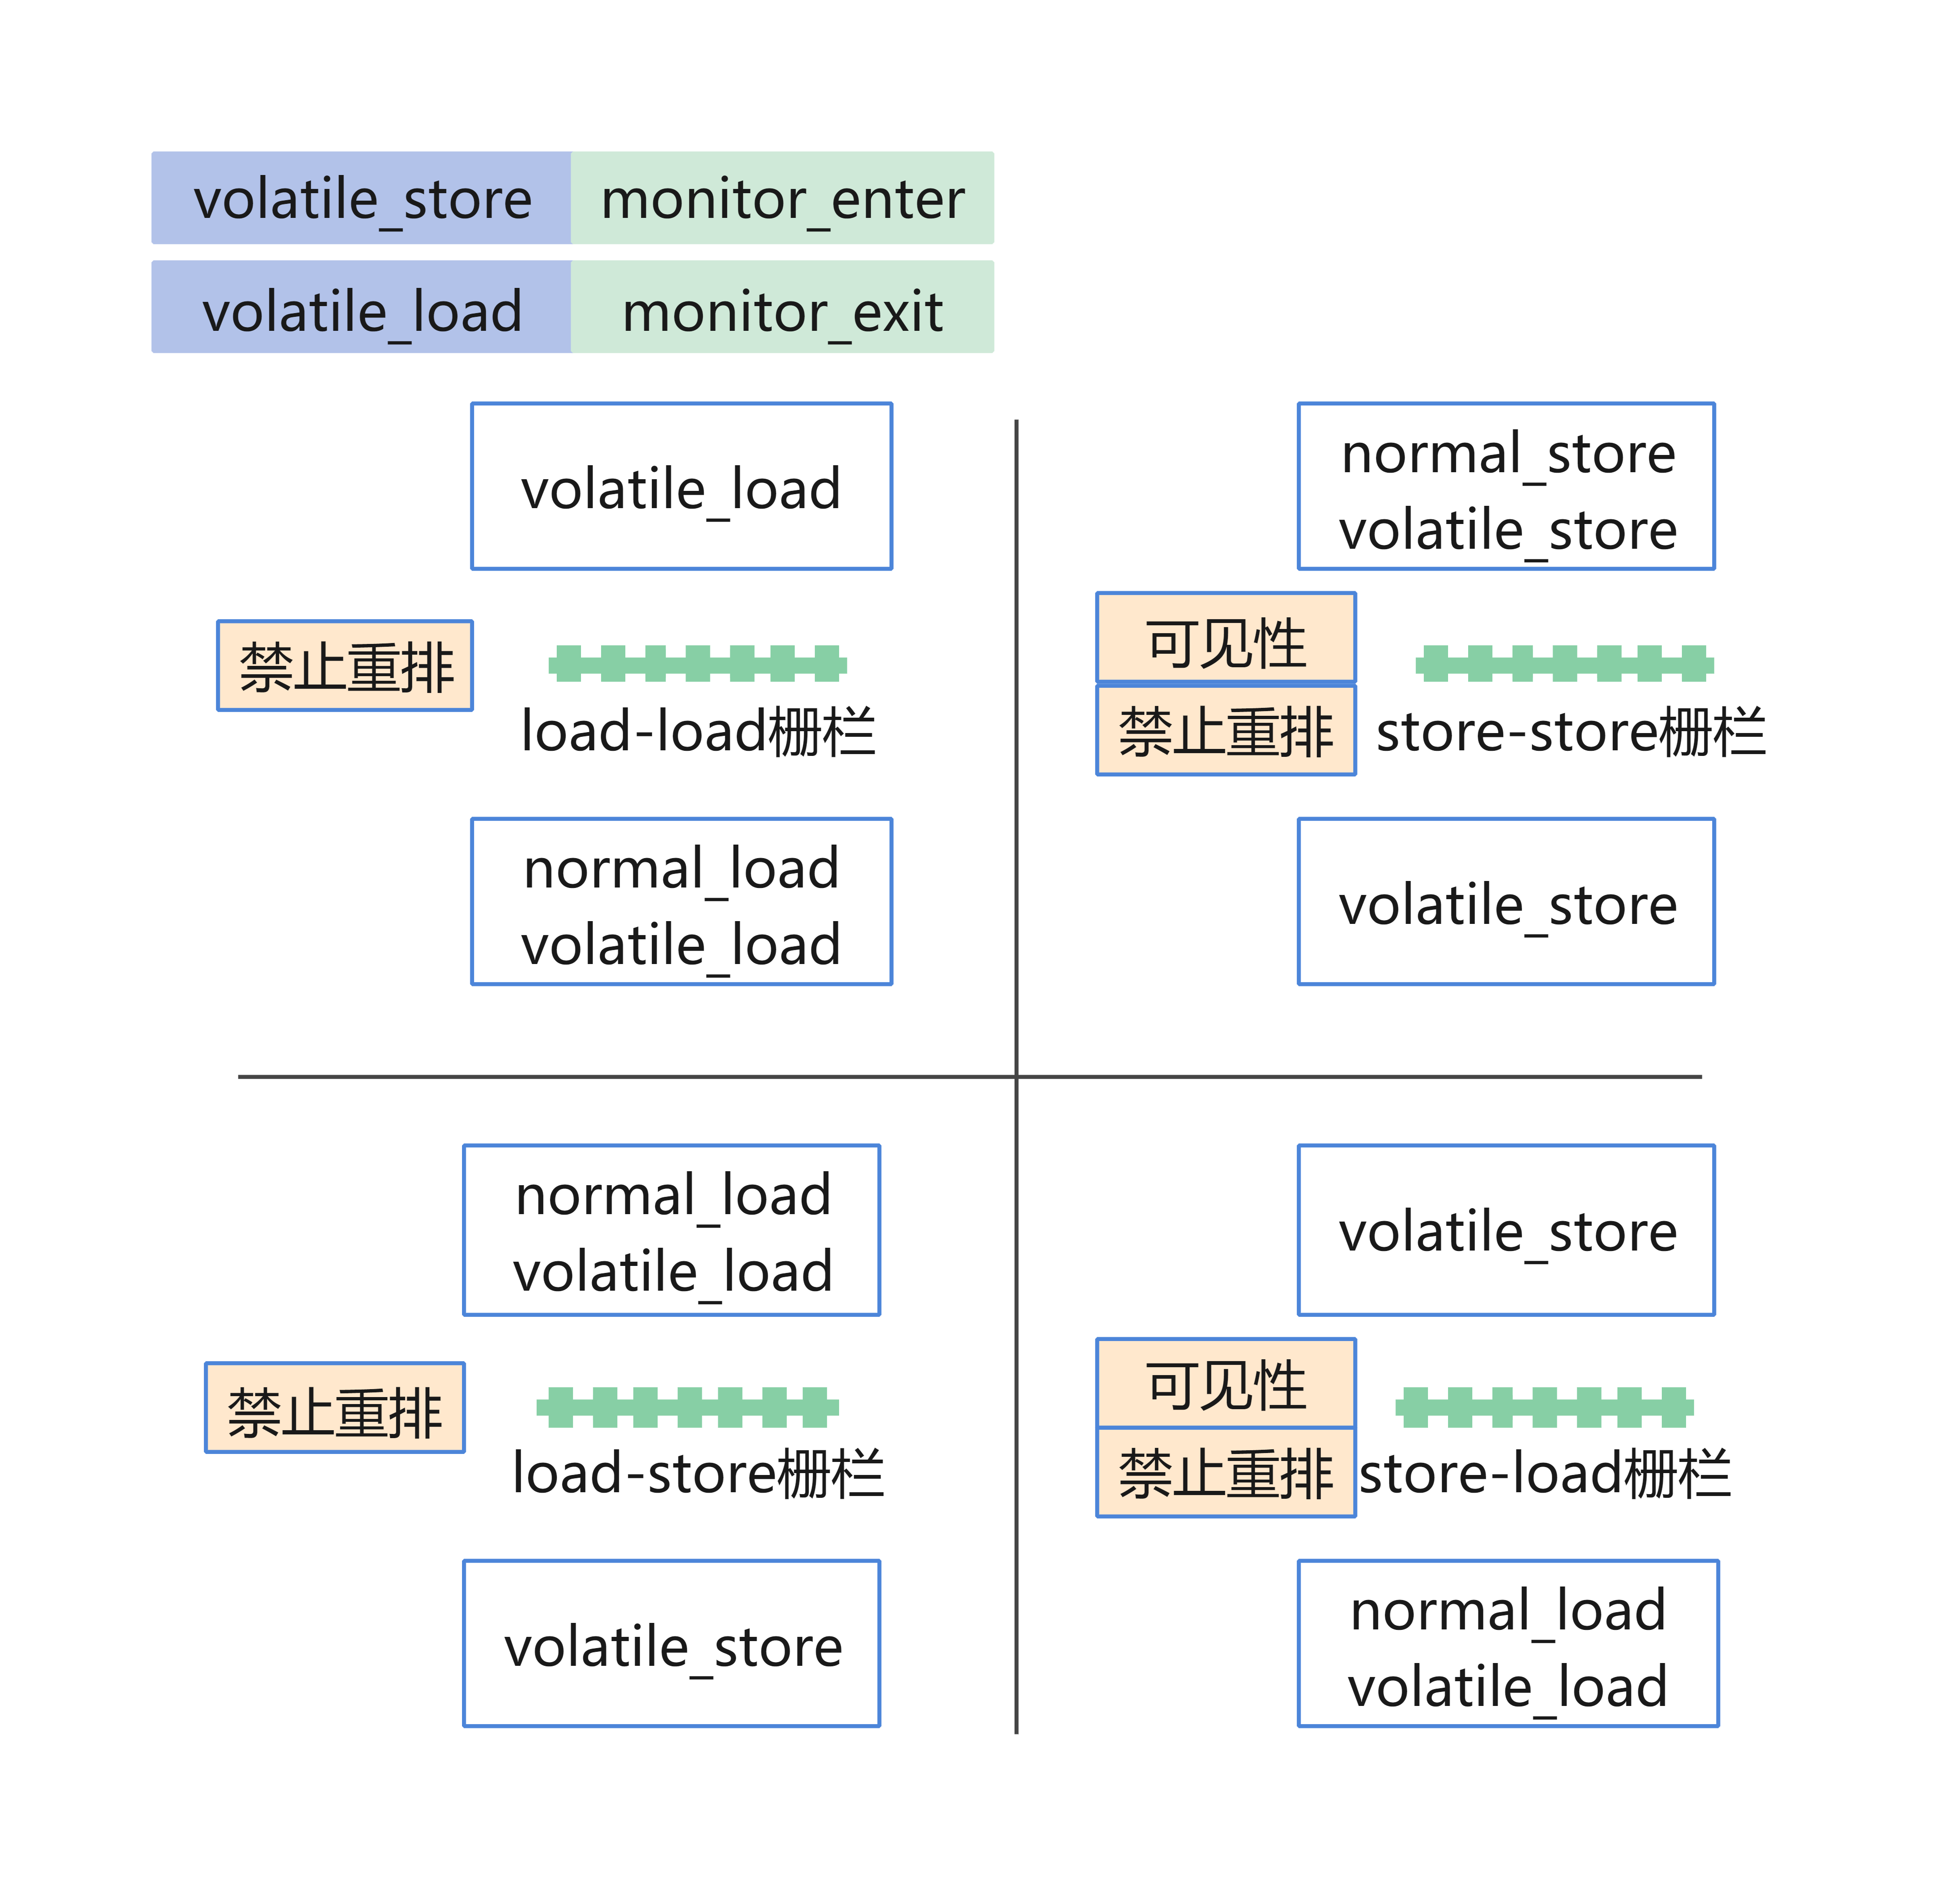 volatile_store monitor_enter
volatile_load monitor_exit
volatile_load
禁止重排
load-load栅栏
normal_load
volatile_load
normal_store
volatile_store
可见性
禁止重排
store-store栅栏
volatile_store
normal_load
volatile_load
禁止重排
load-store栅栏
volatile_store
volatile_store
可见性
禁止重排
store-load栅栏
normal_load
volatile_load